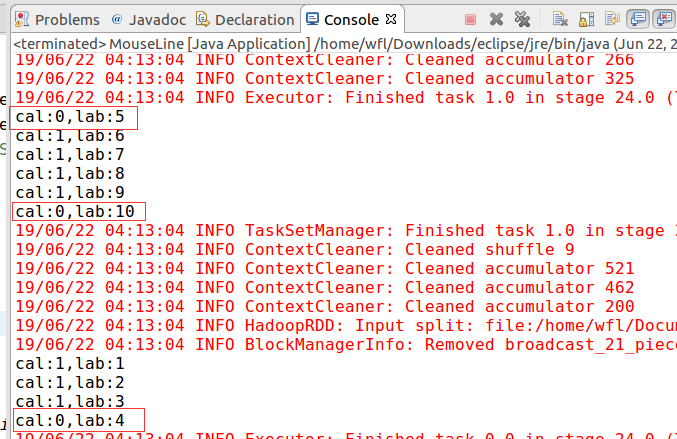 Problems @ Javadoc Declaration Console
<terminated> MouseLine [Java Application] /home/wfl/Downloads/eclipse/jre/bin/java (Jun 22, 2
19/06/22 04:13:04 INFO ContextCleaner: Cleaned accumulator 266
19/06/22 04:13:04 INFO ContextCleaner: Cleaned accumulator 325
19/06/22 04:13:04 INFO Executor: Finished task 1.0 in stage 24.0 (
cal:0,lab:5
cal:1,lab:6
cal:1,lab:7
cal:1,lab:8
cal:1,lab:9
cal:0,lab:10
19/06/22 04:13:04 INFO TaskSetManager: Finished task 1.0 in stage
19/06/22 04:13:04 INFO ContextCleaner: Cleaned shuffle 9
19/06/22 04:13:04 INFO ContextCleaner: Cleaned accumulator 521
19/06/22 04:13:04 INFO ContextCleaner: Cleaned accumulator 462
19/06/22 04:13:04 INFO ContextCleaner: Cleaned accumulator 200
19/06/22 04:13:04 INFO HadoopRDD: Input split: file:/home/wfl/Docu
19/06/22 04:13:04 INFO BlockManagerInfo: Removed broadcast_21_piec
cal:1,lab:1
cal:1,lab:2
cal:1,lab:3
cal:0,lab:4
19/06/22 04:13:04 INFO Executor: Finished task 0.0 in stage 24.0 (